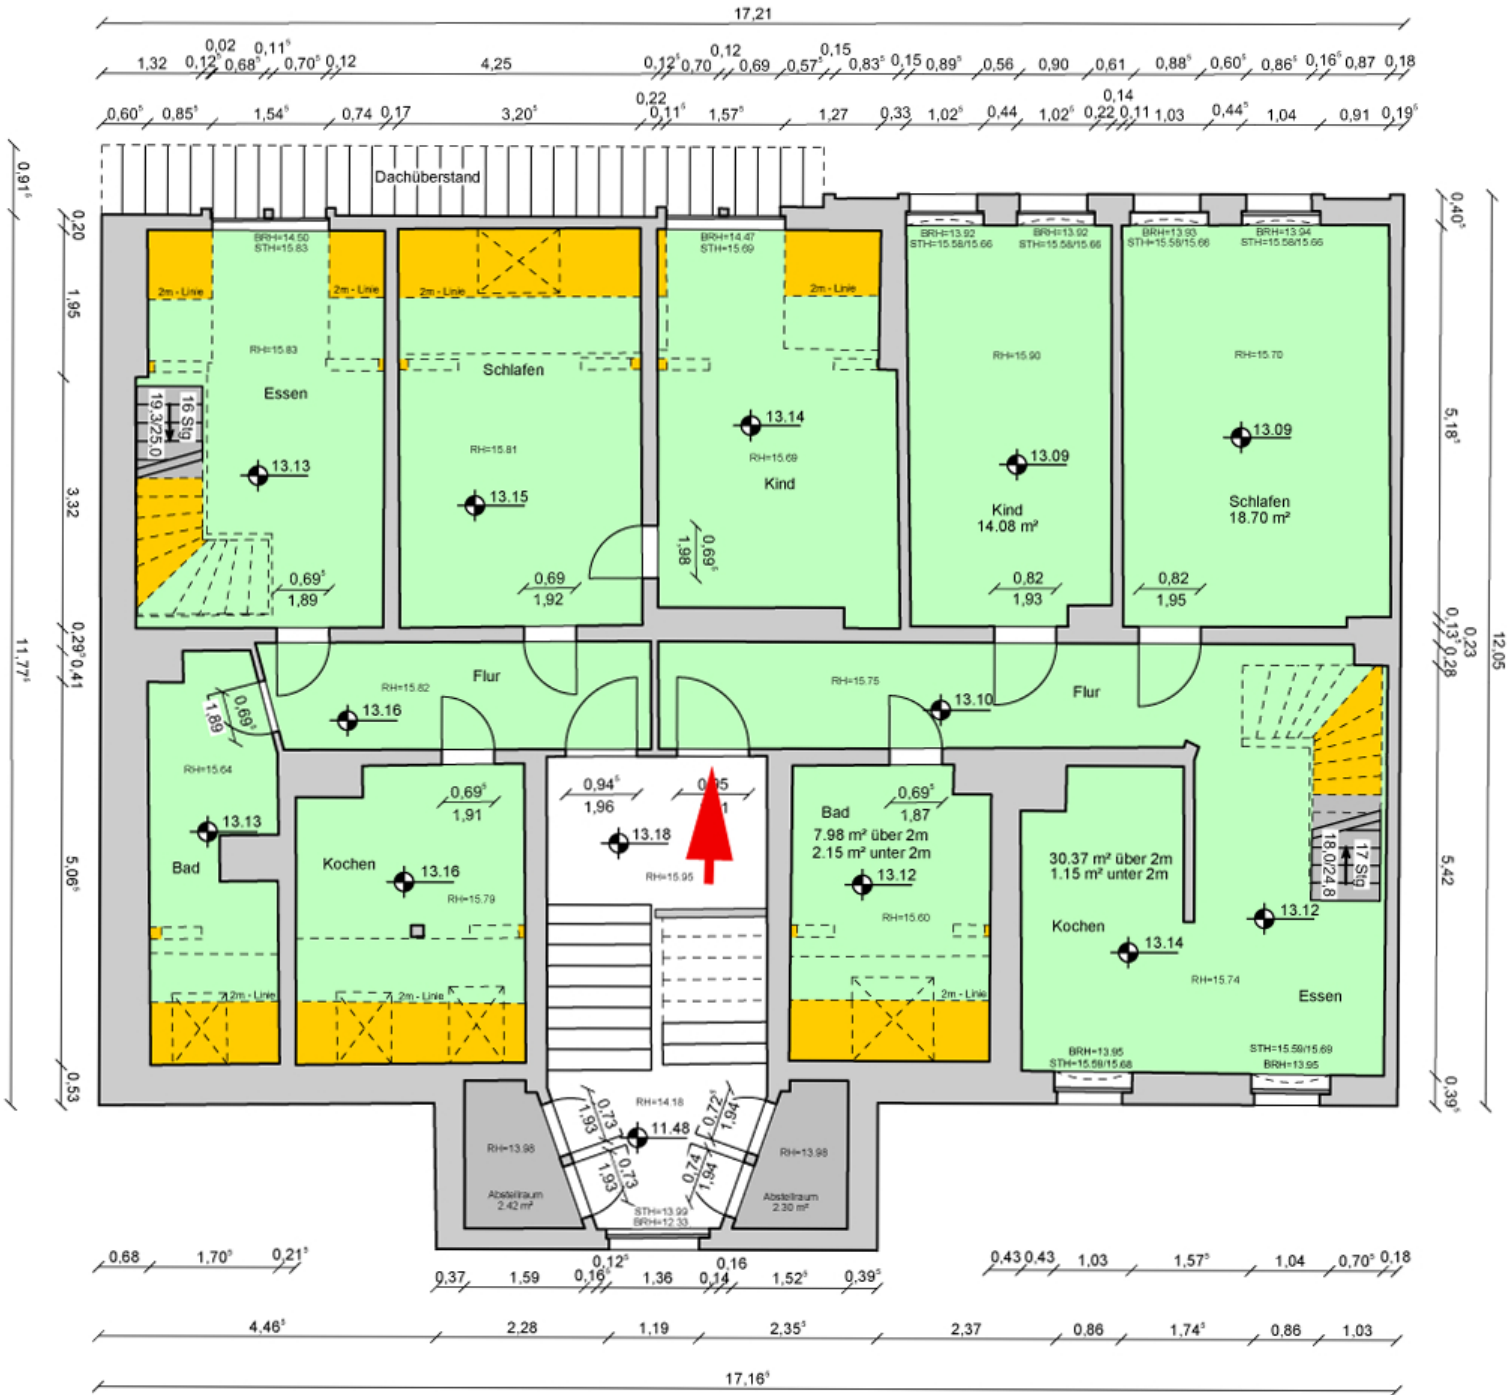 17,21
0,02 0,11⁵ 0,12 0,15
1,32 0,12⁵ 0,68⁵ 0,70⁵ 0,12 4,25 0,12⁵ 0,70 0,69 0,57⁵ 0,83⁵ 0,15 0,89⁵ 0,56 0,90 0,61 0,88⁵ 0,60⁵ 0,86⁵ 0,16⁵ 0,87 0,18
0,22 0,14
0,60⁵ 0,85⁵ 1,54⁵ 0,74 0,17 3,20⁵ 0,11⁵ 1,57⁵ 1,27 0,33 1,02⁵ 0,44 1,02⁵ 0,22 0,11 1,03 0,44⁵ 1,04 0,91 0,19⁵
0,91⁵
11,77⁵
0,20
1,95
3,32
0,29⁵
0,41
5,06⁵
0,53
Dachüberstand
BRH=14.50
STH=15.83
2m - Linie
2m - Linie
RH=15.83
Essen
16 Stg
19,3/25,0
13.13
0,69⁵
1,89
2m - Linie
Schlafen
RH=15.81
13.15
0,69
1,92
BRH=14.47
STH=15.69
2m - Linie
13.14
RH=15.69
Kind
0,69⁵
1,98
BRH=13.92
STH=15.58/15.66
BRH=13.92
STH=15.58/15.66
RH=15.90
13.09
Kind
14.08 m²
0,82
1,93
BRH=13.93
STH=15.58/15.66
BRH=13.94
STH=15.58/15.66
RH=15.70
13.09
Schlafen
18.70 m²
0,82
1,95
0,40⁵
5,18⁵
0,13⁵
0,23
0,28
5,42
0,39⁵
12,05
Flur
RH=15.82
13.16
0,69⁵
1,89
RH=15.75
13.10
Flur
RH=15.64
13.13
Bad
2m - Linie
0,69⁵
1,91
Kochen
13.16
RH=15.79
2m - Linie
0,94⁵
1,96
0,95
13.18
RH=15.95
0,69⁵
1,87
Bad
7.98 m² über 2m
2.15 m² unter 2m
13.12
RH=15.60
2m - Linie
30.37 m² über 2m
1.15 m² unter 2m
Kochen
13.14
17 Stg
18,0/24,8
13.12
RH=15.74
Essen
BRH=13.95
STH=15.59/15.68
STH=15.59/15.69
BRH=13.95
RH=14.18
11.48
0,73
1,93
0,72⁵
1,94
0,73
1,93
0,74
1,94
STH=13.99
BRH=12.33
RH=13.98
Abstellraum
2.42 m²
RH=13.98
Abstellraum
2.30 m²
0,68 1,70⁵ 0,21⁵
0,12⁵ 0,16
0,37 1,59 0,16⁵ 1,36 0,14 1,52⁵ 0,39⁵
0,43 0,43 1,03 1,57⁵ 1,04 0,70⁵ 0,18
4,46⁵ 2,28 1,19 2,35⁵ 2,37 0,86 1,74⁵ 0,86 1,03
17,16⁵